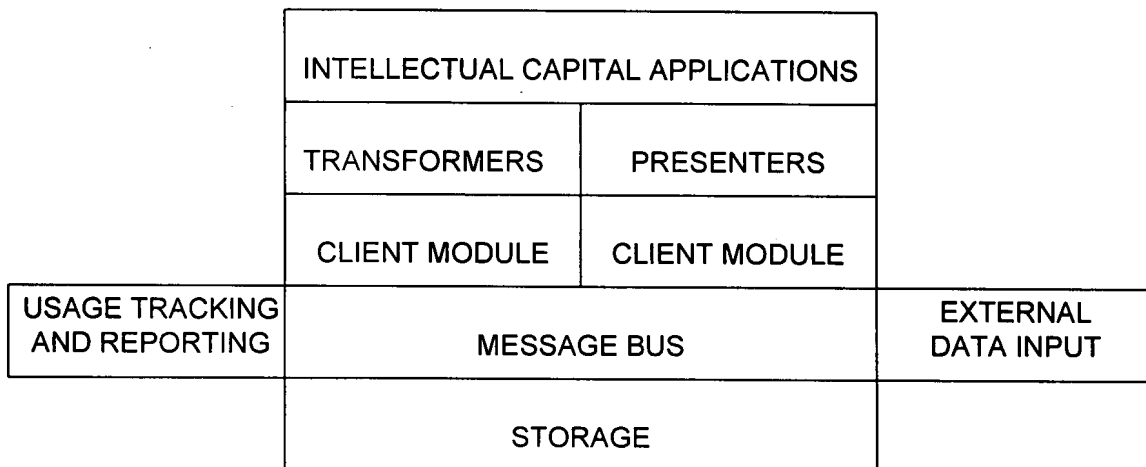 INTELLECTUAL CAPITAL APPLICATIONS
TRANSFORMERS
PRESENTERS
CLIENT MODULE
CLIENT MODULE
USAGE TRACKING
AND REPORTING
MESSAGE BUS
EXTERNAL
DATA INPUT
STORAGE